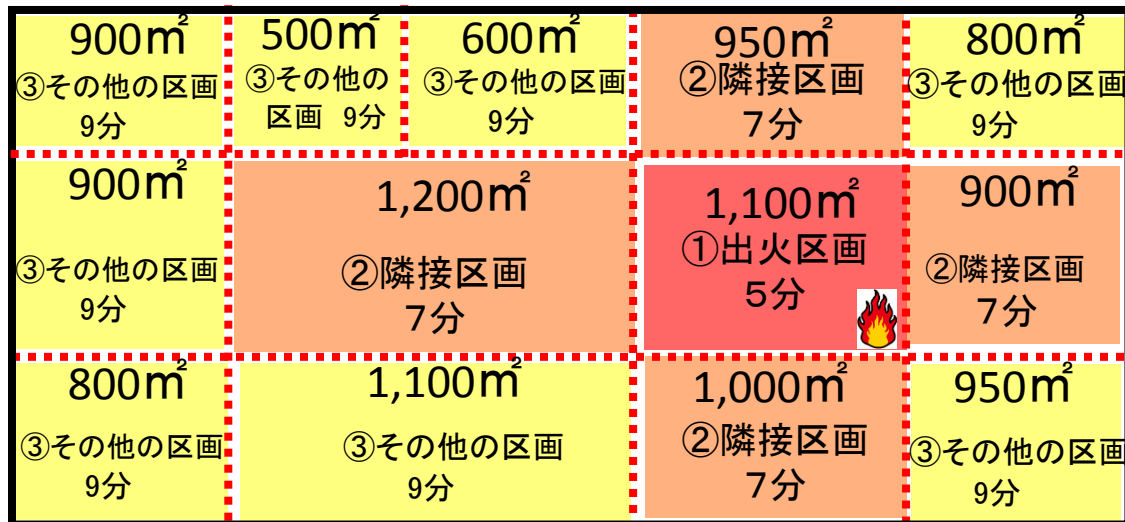 900㎡
③その他の区画
9分
500㎡
③その他の
区画 9分
600㎡
③その他の区画
9分
950㎡
②隣接区画
7分
800㎡
③その他の区画
9分
900㎡
③その他の区画
9分
1,200㎡
②隣接区画
7分
1,100㎡
①出火区画
５分
900㎡
②隣接区画
７分
800㎡
③その他の区画
9分
1,100㎡
③その他の区画
9分
1,000㎡
②隣接区画
７分
950㎡
③その他の区画
9分